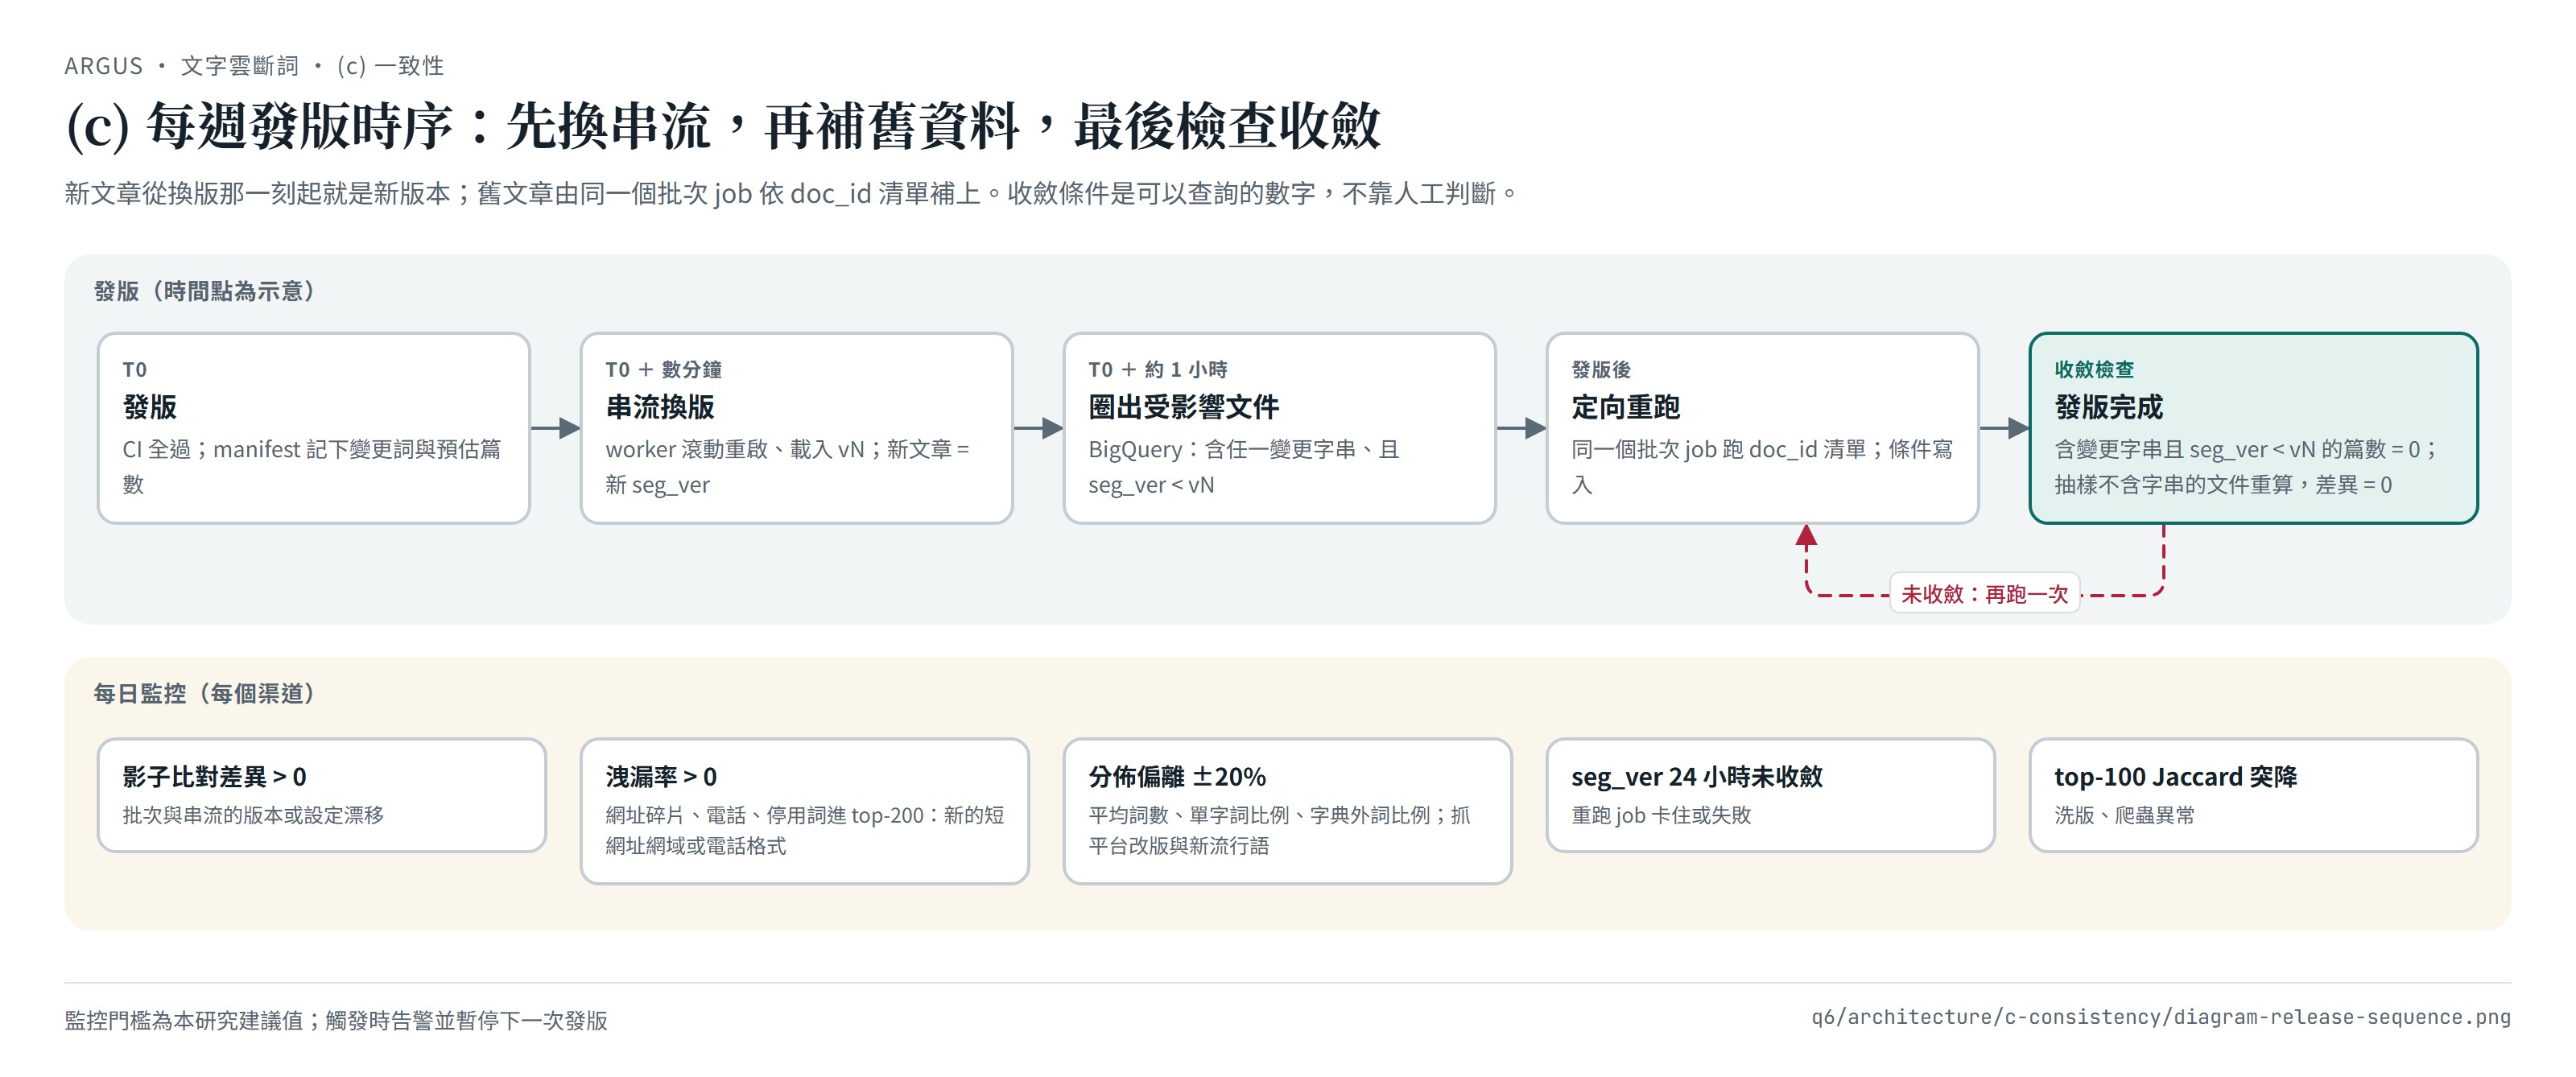 ARGUS · 文字雲斷詞 · (c) 一致性
(c) 每週發版時序：先換串流，再補舊資料，最後檢查收斂
新文章從換版那一刻起就是新版本；舊文章由同一個批次 job 依 doc_id 清單補上。收斂條件是可以查詢的數字，不靠人工判斷。
發版（時間點為示意）
T0
發版
CI 全過；manifest 記下變更詞與預估篇
數
T0 ＋ 數分鐘
串流換版
worker 滾動重啟、載入 vN；新文章 =
新 seg_ver
T0 ＋ 約 1 小時
圈出受影響文件
BigQuery：含任一變更字串、且
seg_ver < vN
發版後
定向重跑
同一個批次 job 跑 doc_id 清單；條件寫
入
收斂檢查
發版完成
含變更字串且 seg_ver < vN 的篇數 = 0；
抽樣不含字串的文件重算，差異 = 0
未收斂：再跑一次
每日監控（每個渠道）
影子比對差異 > 0
批次與串流的版本或設定漂移
洩漏率 > 0
網址碎片、電話、停用詞進 top-200：新的短
網址網域或電話格式
分佈偏離 ±20%
平均詞數、單字詞比例、字典外詞比例；抓
平台改版與新流行語
seg_ver 24 小時未收斂
重跑 job 卡住或失敗
top-100 Jaccard 突降
洗版、爬蟲異常
監控門檻為本研究建議值；觸發時告警並暫停下一次發版
q6/architecture/c-consistency/diagram-release-sequence.png